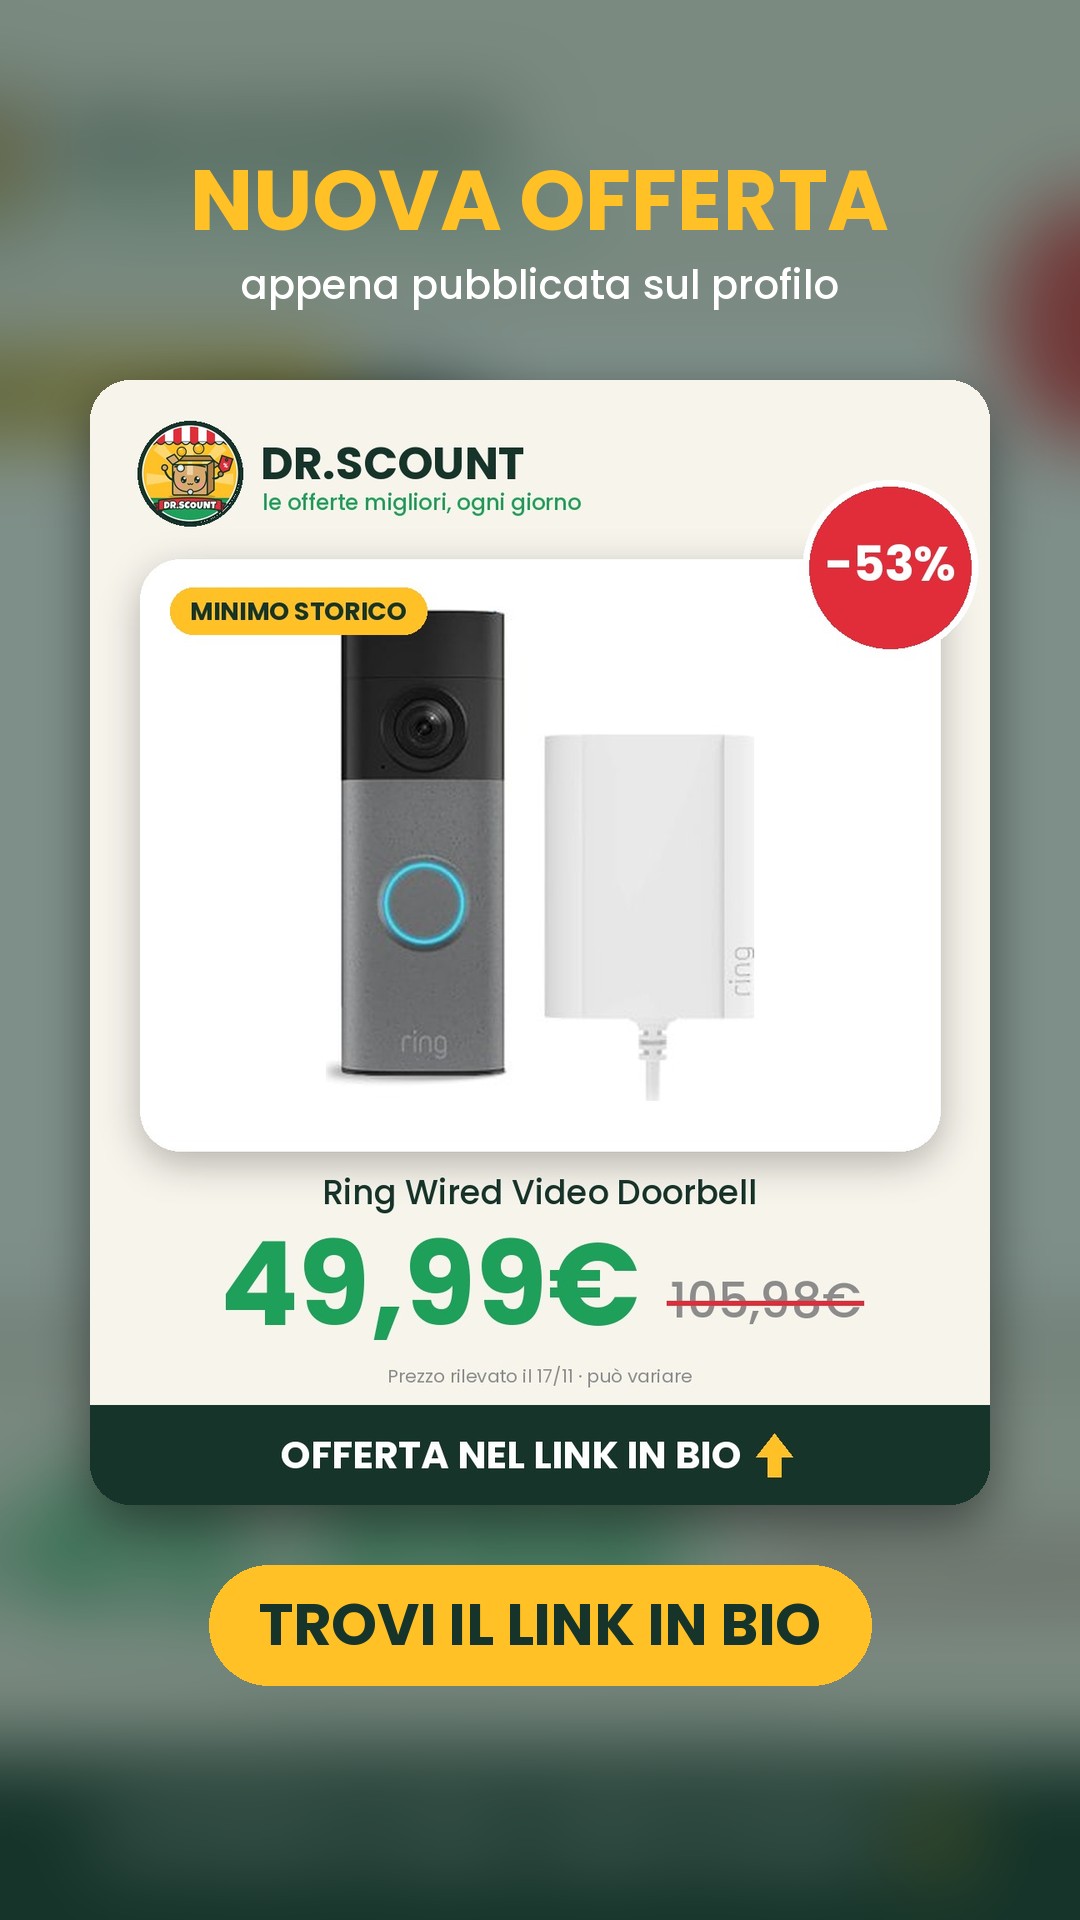 NUOVA OFFERTA
appena pubblicata sul profilo
DR.SCOUNT
DR.SCOUNT
le offerte migliori, ogni giorno
-53%
MINIMO STORICO
ring
ring
Ring Wired Video Doorbell
49,99€ 105,98€
Prezzo rilevato il 17/11 · può variare
OFFERTA NEL LINK IN BIO
TROVI IL LINK IN BIO